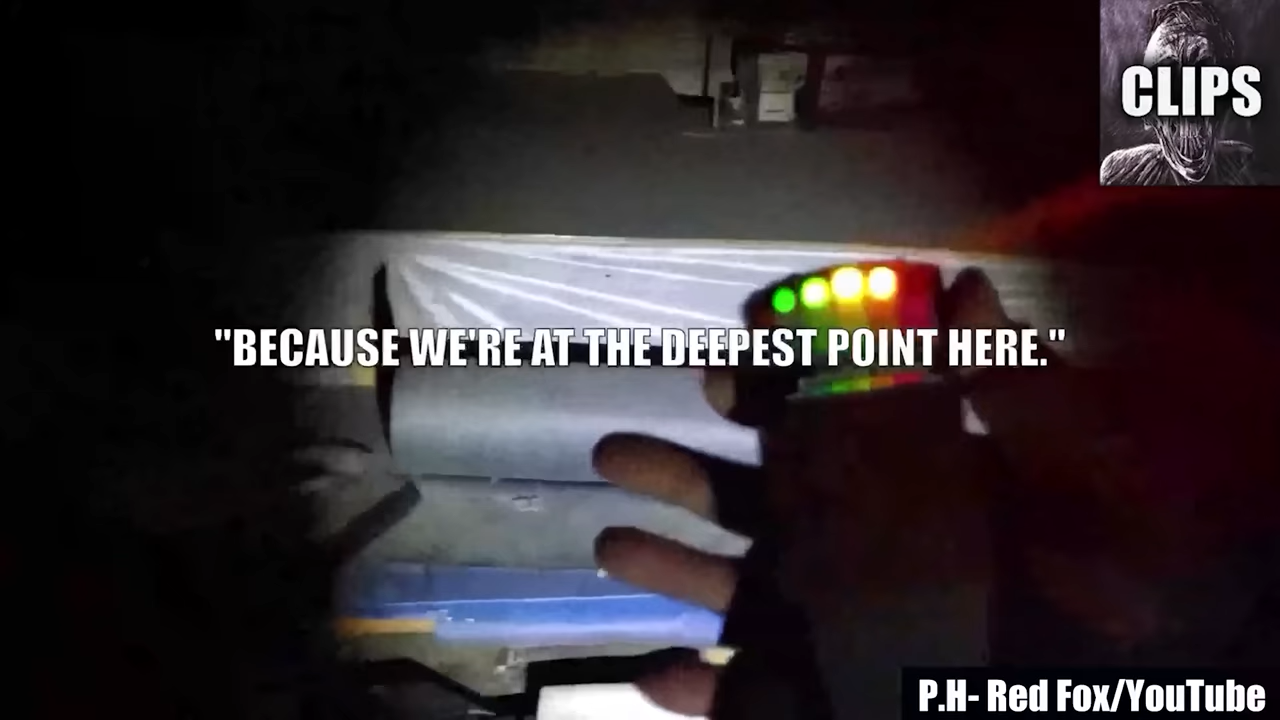 CLIPS
"BECAUSE WE'RE AT THE DEEPEST POINT HERE."
P.H- Red Fox/YouTube